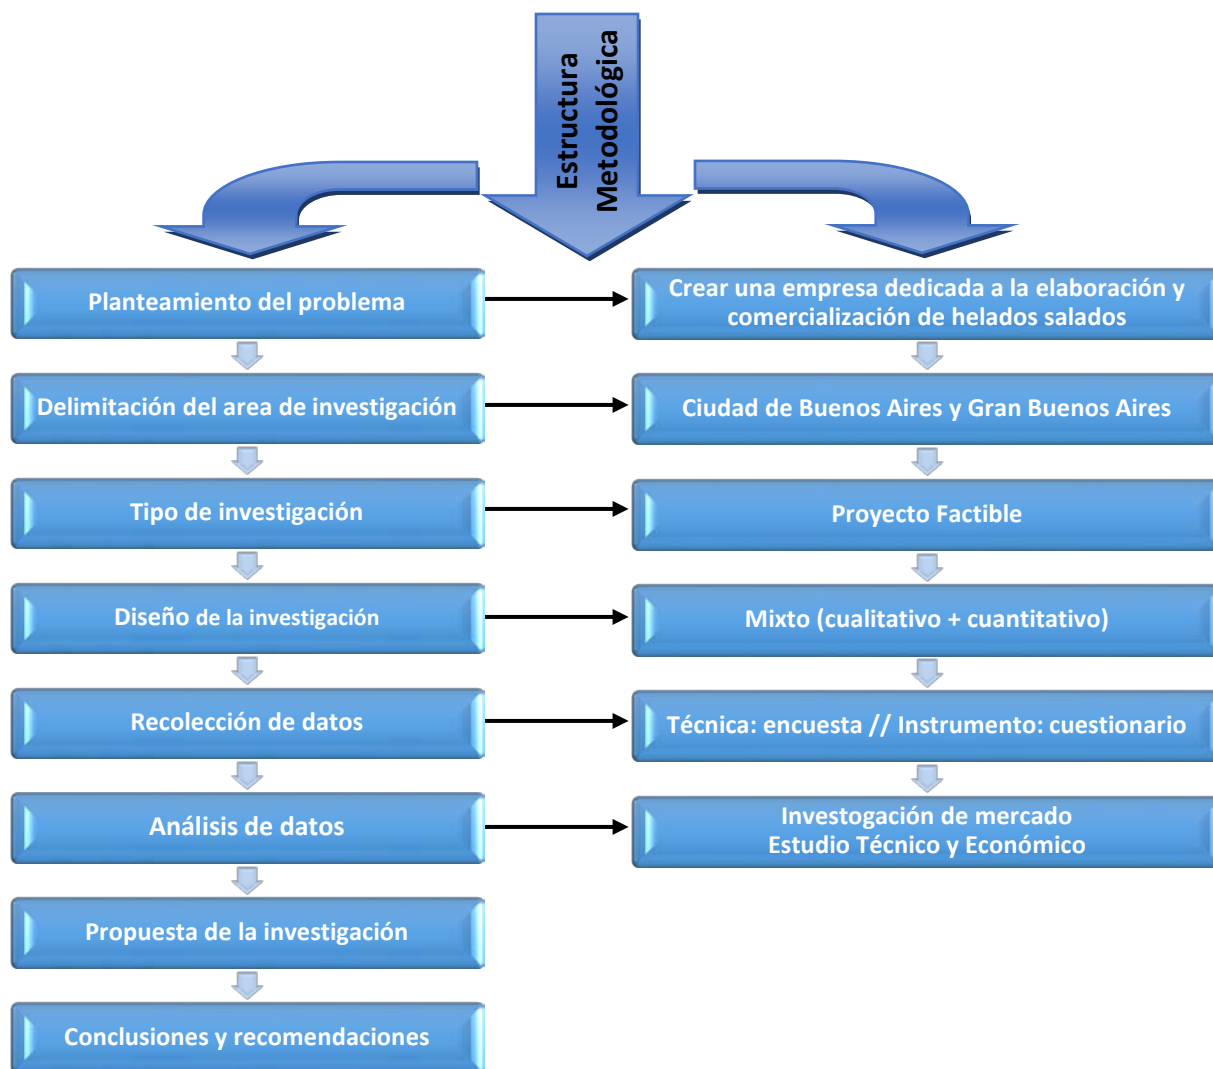 Estructura
Metodológica
Planteamiento del problema
Crear una empresa dedicada a la elaboración y
comercialización de helados salados
Delimitación del area de investigación
Ciudad de Buenos Aires y Gran Buenos Aires
Tipo de investigación
Proyecto Factible
Diseño de la investigación
Mixto (cualitativo + cuantitativo)
Recolección de datos
Técnica: encuesta // Instrumento: cuestionario
Análisis de datos
Investogación de mercado
Estudio Técnico y Económico
Propuesta de la investigación
Conclusiones y recomendaciones